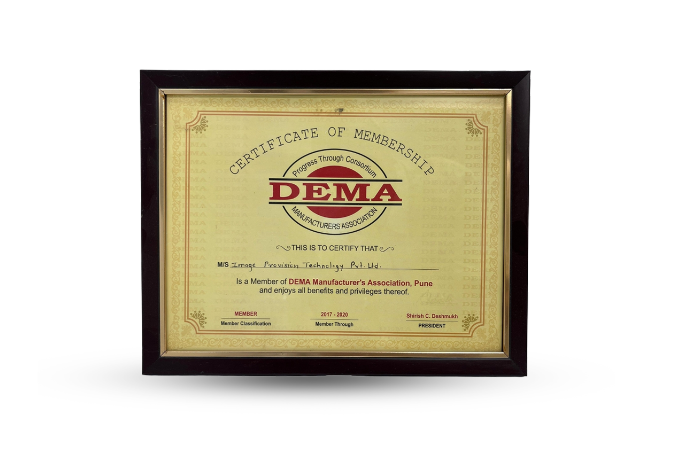 CERTIFICATE OF MEMBERSHIP
Progress Through Consortium
DEMA
MANUFACTURERS ASSOCIATION
THIS IS TO CERTIFY THAT
M/S Image Provision Technology Pvt. Ltd.
Is a Member of DEMA Manufacturer's Association, Pune
and enjoys all benefits and privileges thereof.
MEMBER 2017 - 2020 Shirish C. Deshmukh
Member Classification Member Through PRESIDENT